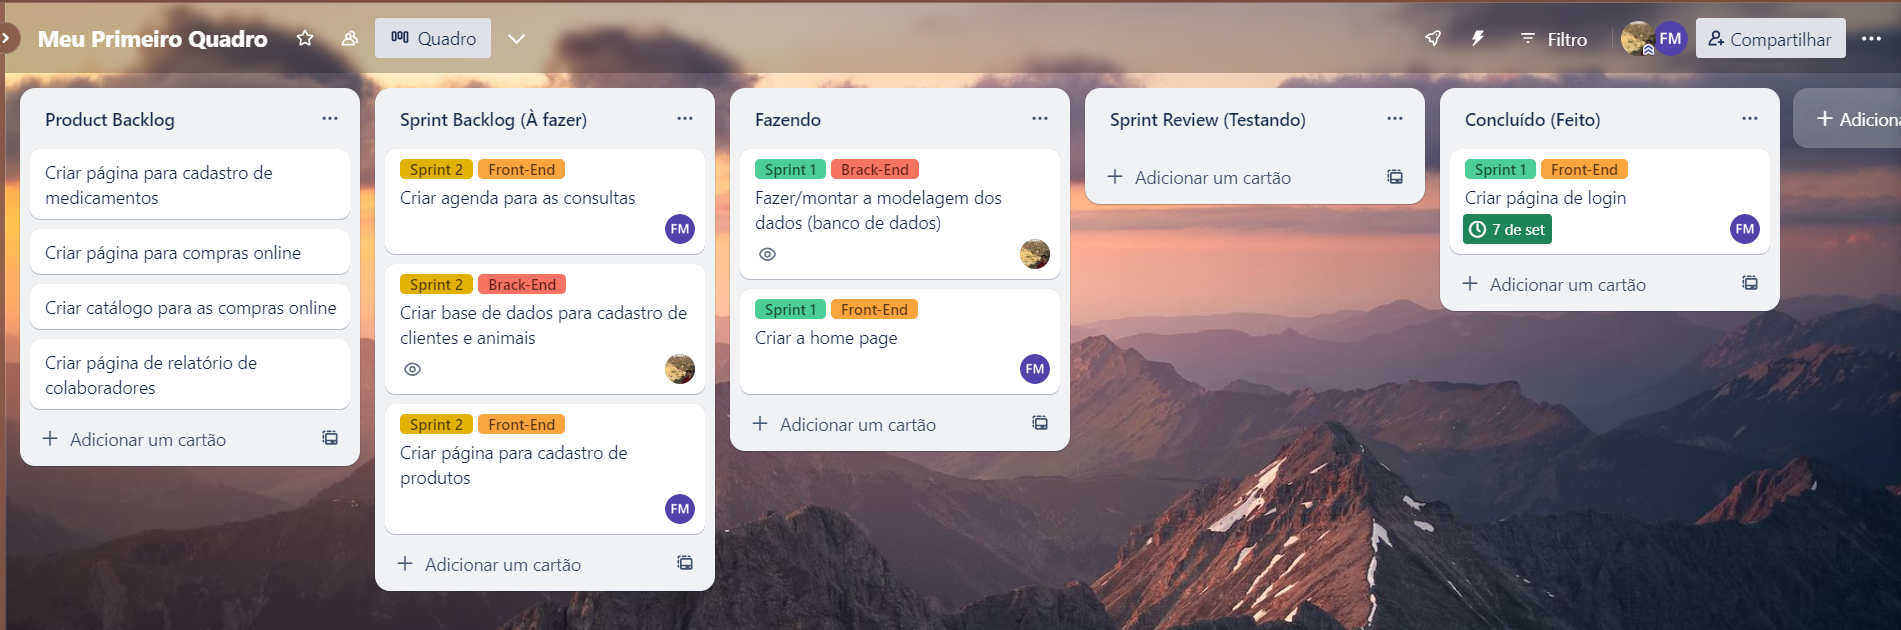 Meu Primeiro Quadro
Quadro
Filtro
FM
Compartilhar
Product Backlog
Criar página para cadastro de
medicamentos
Criar página para compras online
Criar catálogo para as compras online
Criar página de relatório de
colaboradores
Adicionar um cartão
Sprint Backlog (À fazer)
Sprint 2 Front-End
Criar agenda para as consultas
FM
Sprint 2 Brack-End
Criar base de dados para cadastro de
clientes e animais
Sprint 2 Front-End
Criar página para cadastro de
produtos
FM
Adicionar um cartão
Fazendo
Sprint 1 Brack-End
Fazer/montar a modelagem dos
dados (banco de dados)
Sprint 1 Front-End
Criar a home page
FM
Adicionar um cartão
Sprint Review (Testando)
Adicionar um cartão
Concluído (Feito)
Sprint 1 Front-End
Criar página de login
7 de set
FM
Adicionar um cartão
Adiciona